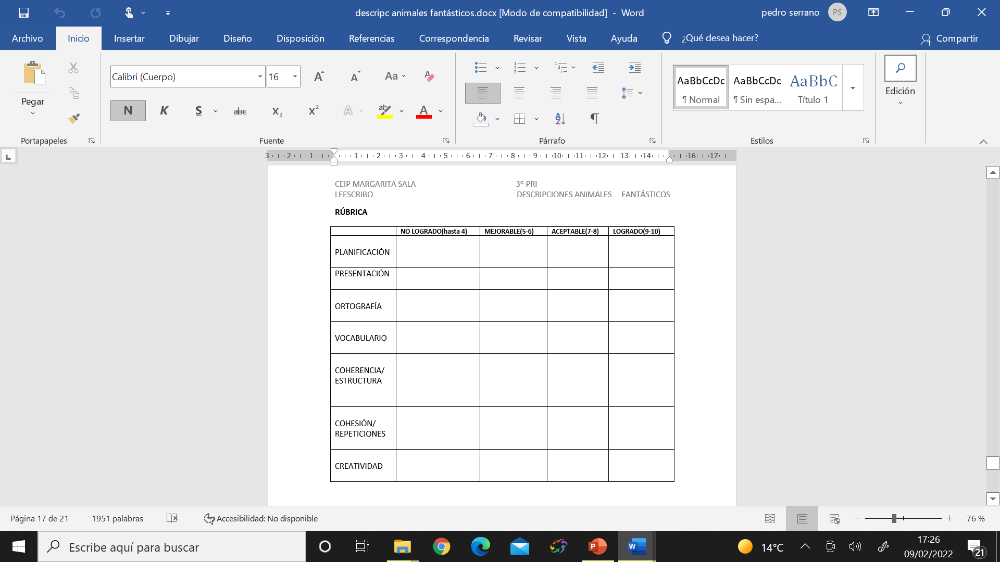 descripc animales fantásticos.docx [Modo de compatibilidad] - Word
pedro serrano PS
Archivo Inicio Insertar Dibujar Diseño Disposición Referencias Correspondencia Revisar Vista Ayuda ¿Qué desea hacer? Compartir
Pegar
Portapapeles
Calibri (Cuerpo) 16 A A Aa A
N K S abc X₂ X² A ab A
Fuente
Párrafo
AaBbCcDc AaBbCcDc AaBbC
¶ Normal ¶ Sin espa... Título 1
Estilos
Edición
3 2 1 1 2 3 4 5 6 7 8 9 10 11 12 13 14 16 17
CEIP MARGARITA SALA 3º PRI
LEESCRIBO DESCRIPCIONES ANIMALES FANTÁSTICOS
RÚBRICA
NO LOGRADO(hasta 4) MEJORABLE(5-6) ACEPTABLE(7-8) LOGRADO(9-10)
PLANIFICACIÓN
PRESENTACIÓN
ORTOGRAFÍA
VOCABULARIO
COHERENCIA/
ESTRUCTURA
COHESIÓN/
REPETICIONES
CREATIVIDAD
Página 17 de 21 1951 palabras Accesibilidad: No disponible 76 %
Escribe aquí para buscar
14°C
17:26
09/02/2022
21